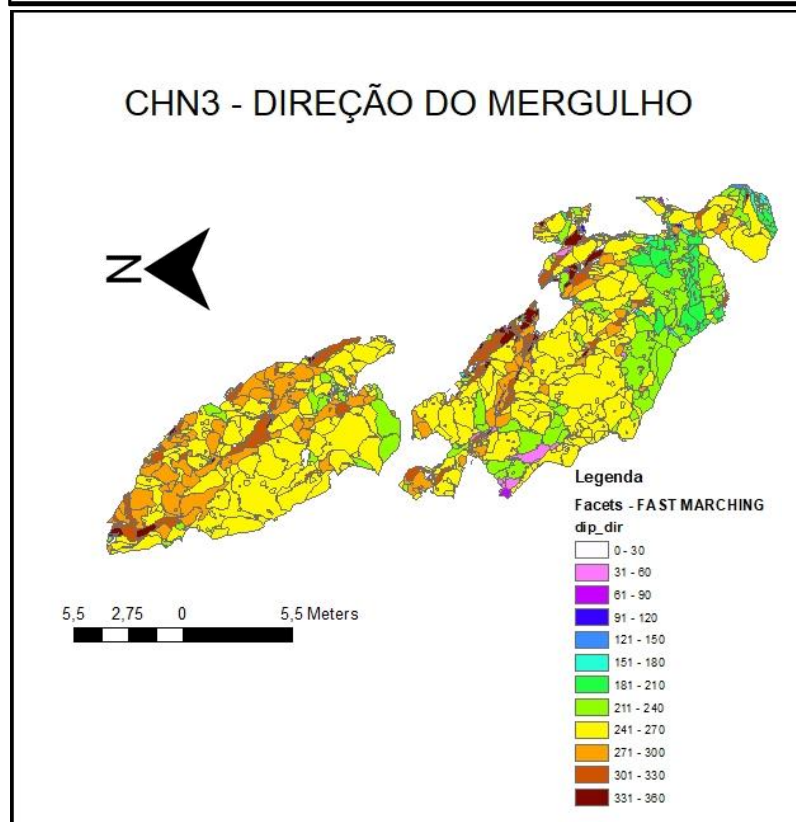 CHN3 - DIREÇÃO DO MERGULHO
N
Legenda
Facets - FAST MARCHING
dip_dir
0 - 30
31 - 60
61 - 90
91 - 120
121 - 150
151 - 180
181 - 210
211 - 240
241 - 270
271 - 300
301 - 330
331 - 360
5,5 2,75 0 5,5 Meters